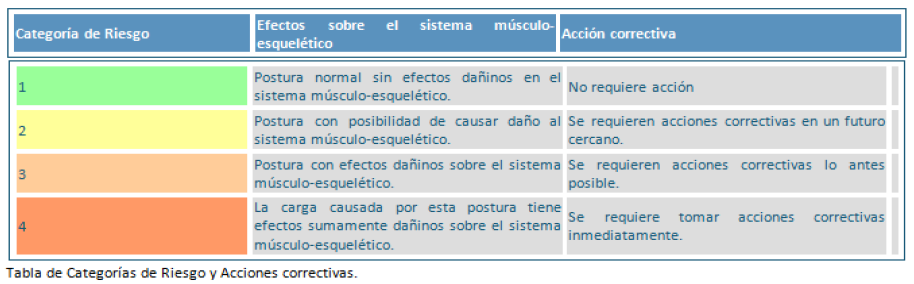 Categoría de Riesgo
Efectos sobre el sistema músculo-
esquelético
Acción correctiva
1
Postura normal sin efectos dañinos en el
sistema músculo-esquelético.
No requiere acción
2
Postura con posibilidad de causar daño al
sistema músculo-esquelético.
Se requieren acciones correctivas en un futuro
cercano.
3
Postura con efectos dañinos sobre el sistema
músculo-esquelético.
Se requieren acciones correctivas lo antes
posible.
4
La carga causada por esta postura tiene
efectos sumamente dañinos sobre el sistema
músculo-esquelético.
Se requiere tomar acciones correctivas
inmediatamente.
Tabla de Categorías de Riesgo y Acciones correctivas.